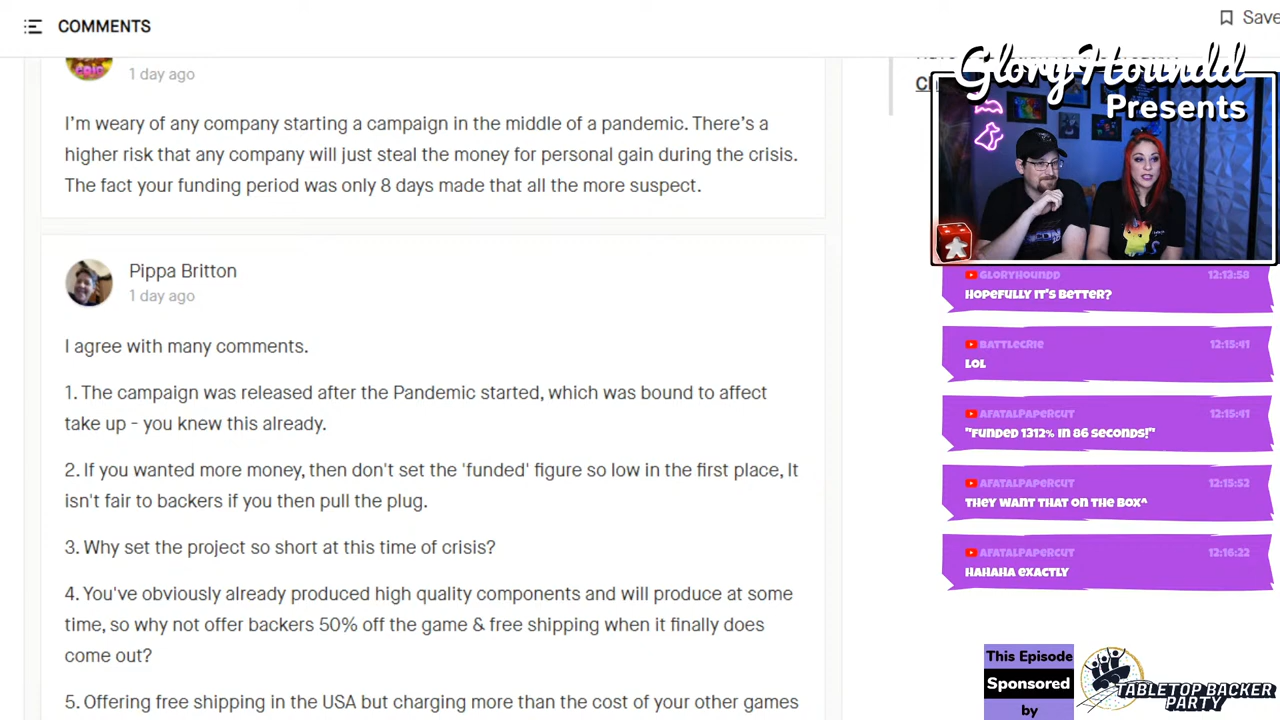 COMMENTS
Save
1 day ago
I'm weary of any company starting a campaign in the middle of a pandemic. There's a
higher risk that any company will just steal the money for personal gain during the crisis.
The fact your funding period was only 8 days made that all the more suspect.
Pippa Britton
1 day ago
I agree with many comments.
1. The campaign was released after the Pandemic started, which was bound to affect
take up - you knew this already.
2. If you wanted more money, then don't set the 'funded' figure so low in the first place, It
isn't fair to backers if you then pull the plug.
3. Why set the project so short at this time of crisis?
4. You've obviously already produced high quality components and will produce at some
time, so why not offer backers 50% off the game & free shipping when it finally does
come out?
5. Offering free shipping in the USA but charging more than the cost of your other games
GloryHoundd
Presents
GLORYHOUNDD 12:13:58
HOPEFULLY IT'S BETTER?
BATTLECRIE 12:15:41
LOL
AFATALPAPERCUT 12:15:41
"FUNDED 1312% IN 86 SECONDS!"
AFATALPAPERCUT 12:15:52
THEY WANT THAT ON THE BOX^
AFATALPAPERCUT 12:16:22
HAHAHA EXACTLY
This Episode
Sponsored
by
TABLETOP BACKER
PARTY